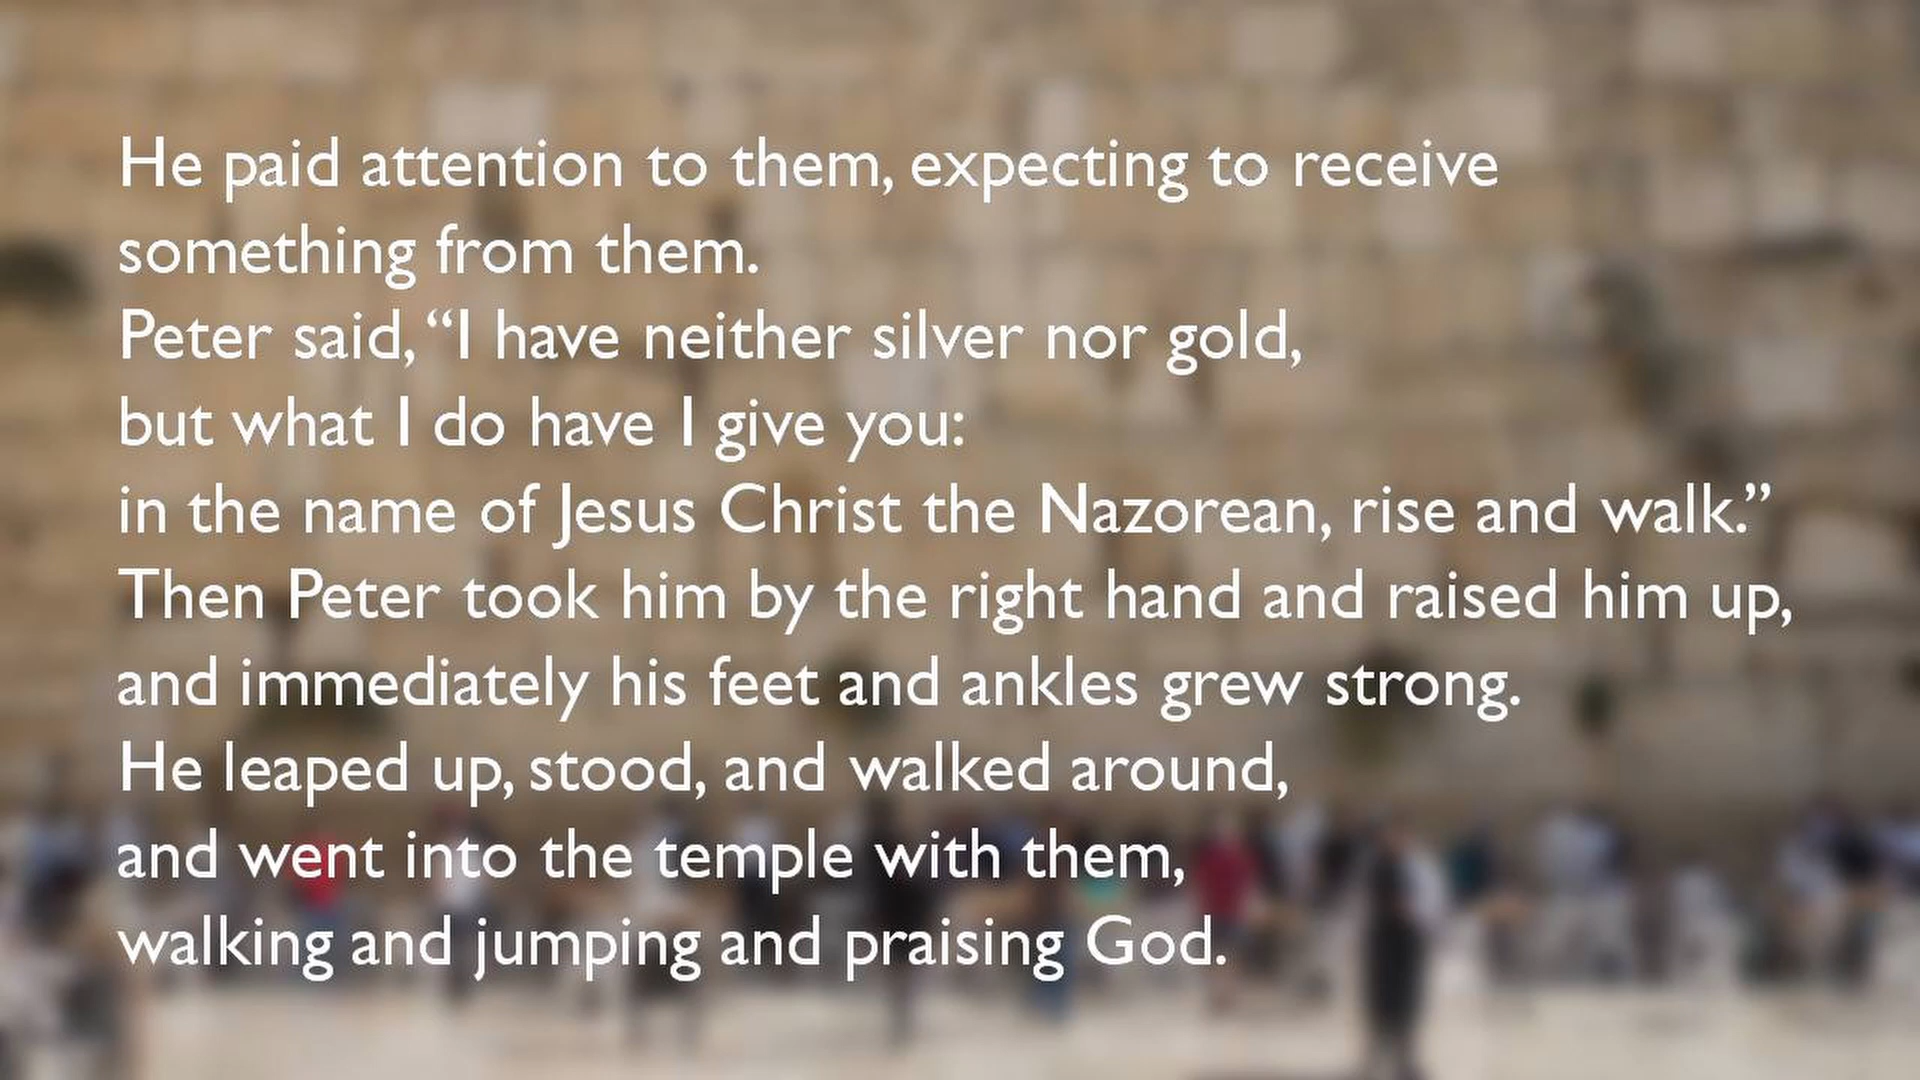 He paid attention to them, expecting to receive
something from them.
Peter said, “I have neither silver nor gold,
but what I do have I give you:
in the name of Jesus Christ the Nazorean, rise and walk.”
Then Peter took him by the right hand and raised him up,
and immediately his feet and ankles grew strong.
He leaped up, stood, and walked around,
and went into the temple with them,
walking and jumping and praising God.